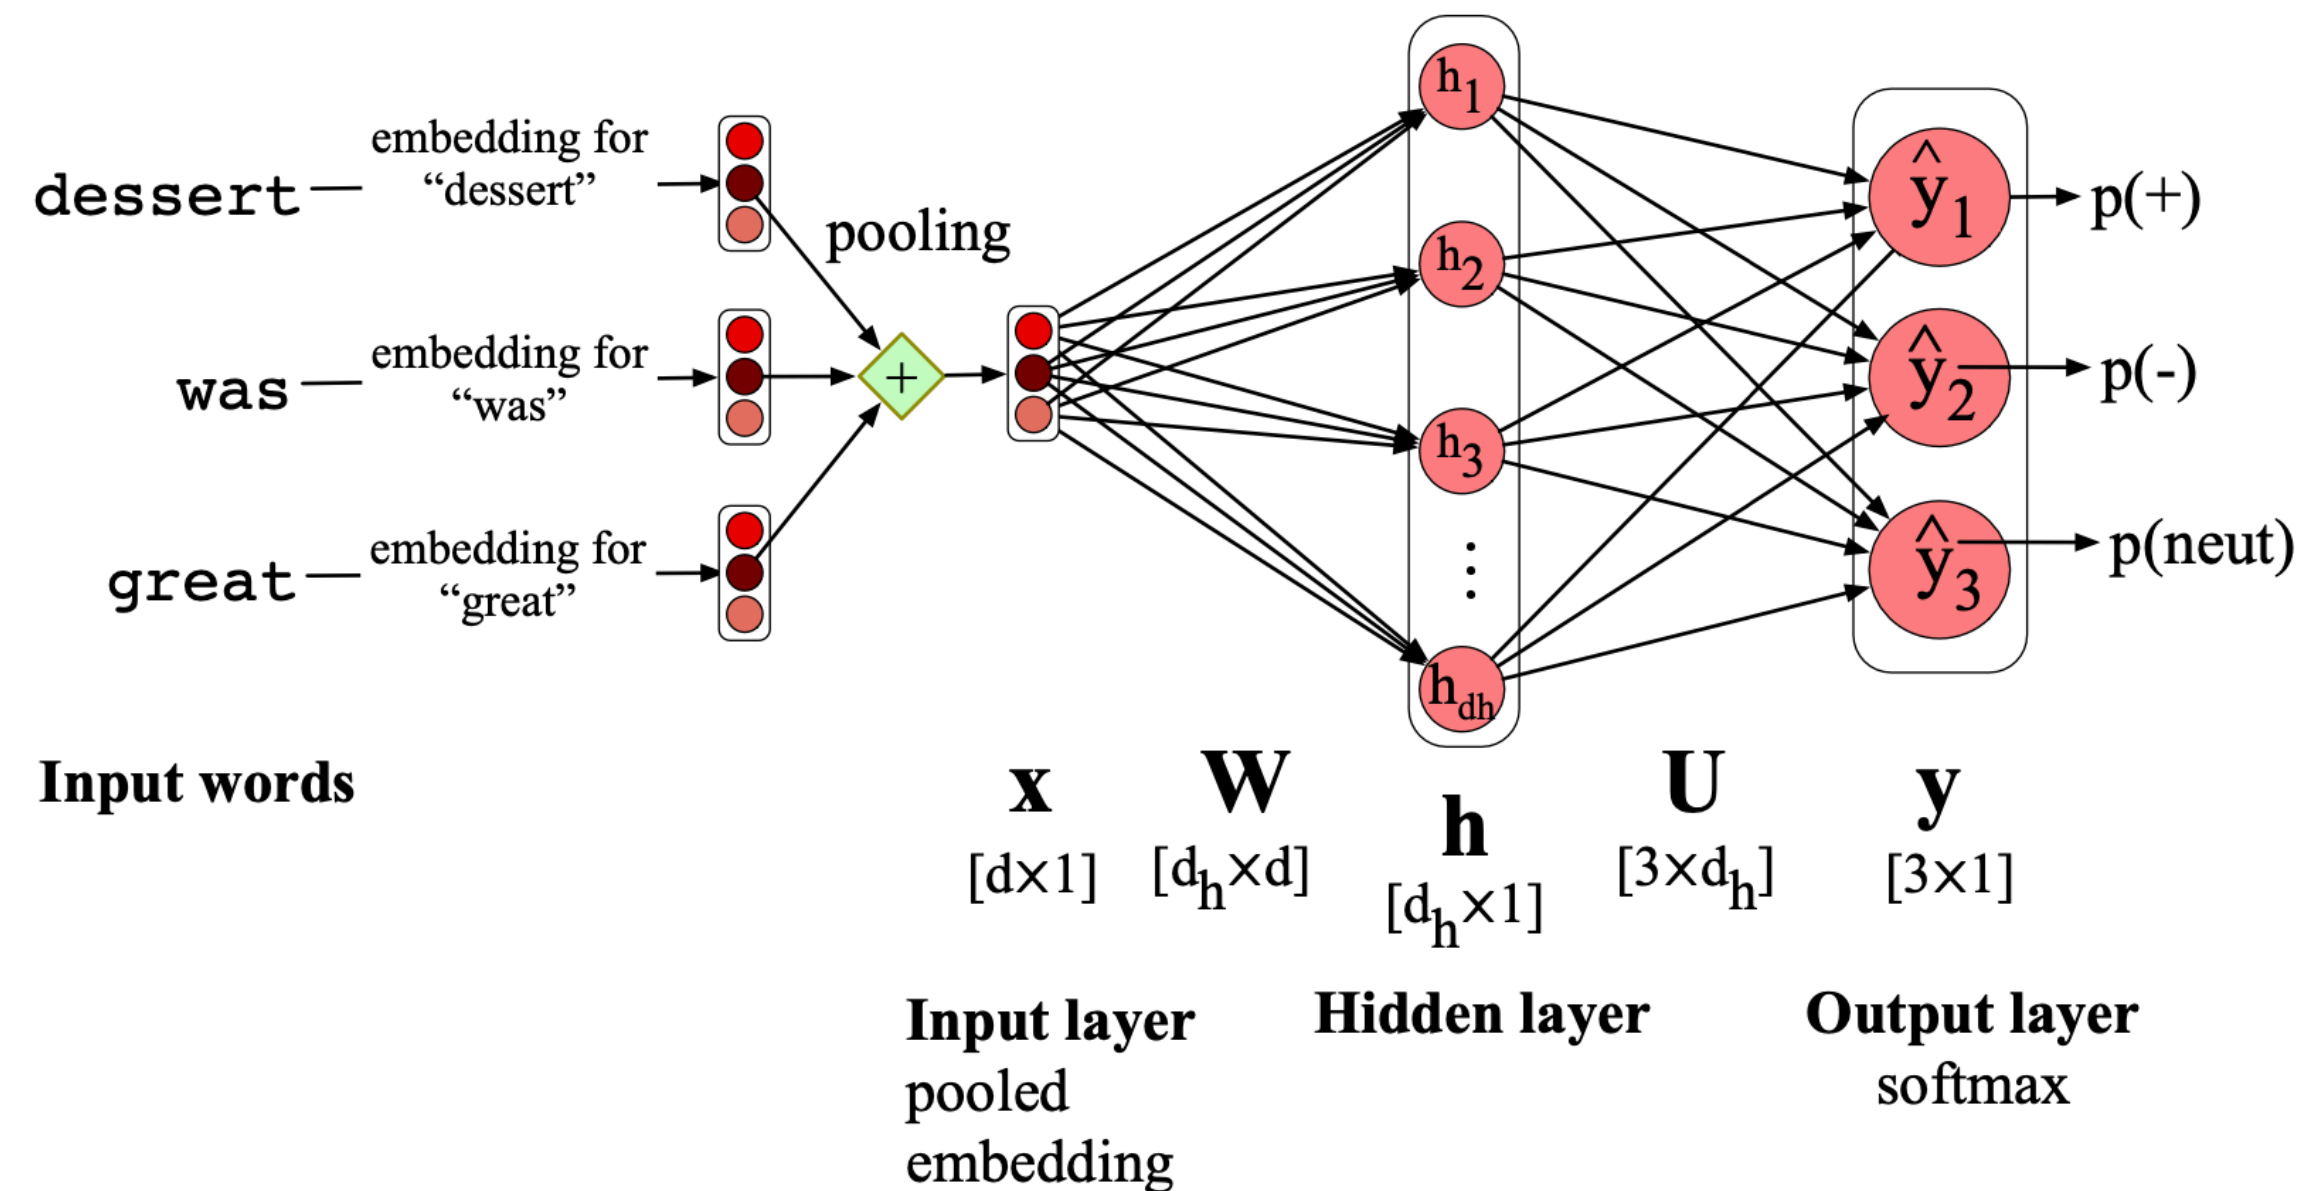 dessert
embedding for
“dessert”
was
embedding for
“was”
great
embedding for
“great”
pooling
+
h1
h2
h3
⋮
hdh
ŷ1
ŷ2
ŷ3
p(+)
p(-)
p(neut)
Input words
x
[d×1]
W
[dh×d]
h
[dh×1]
U
[3×dh]
y
[3×1]
Input layer
pooled
embedding
Hidden layer
Output layer
softmax